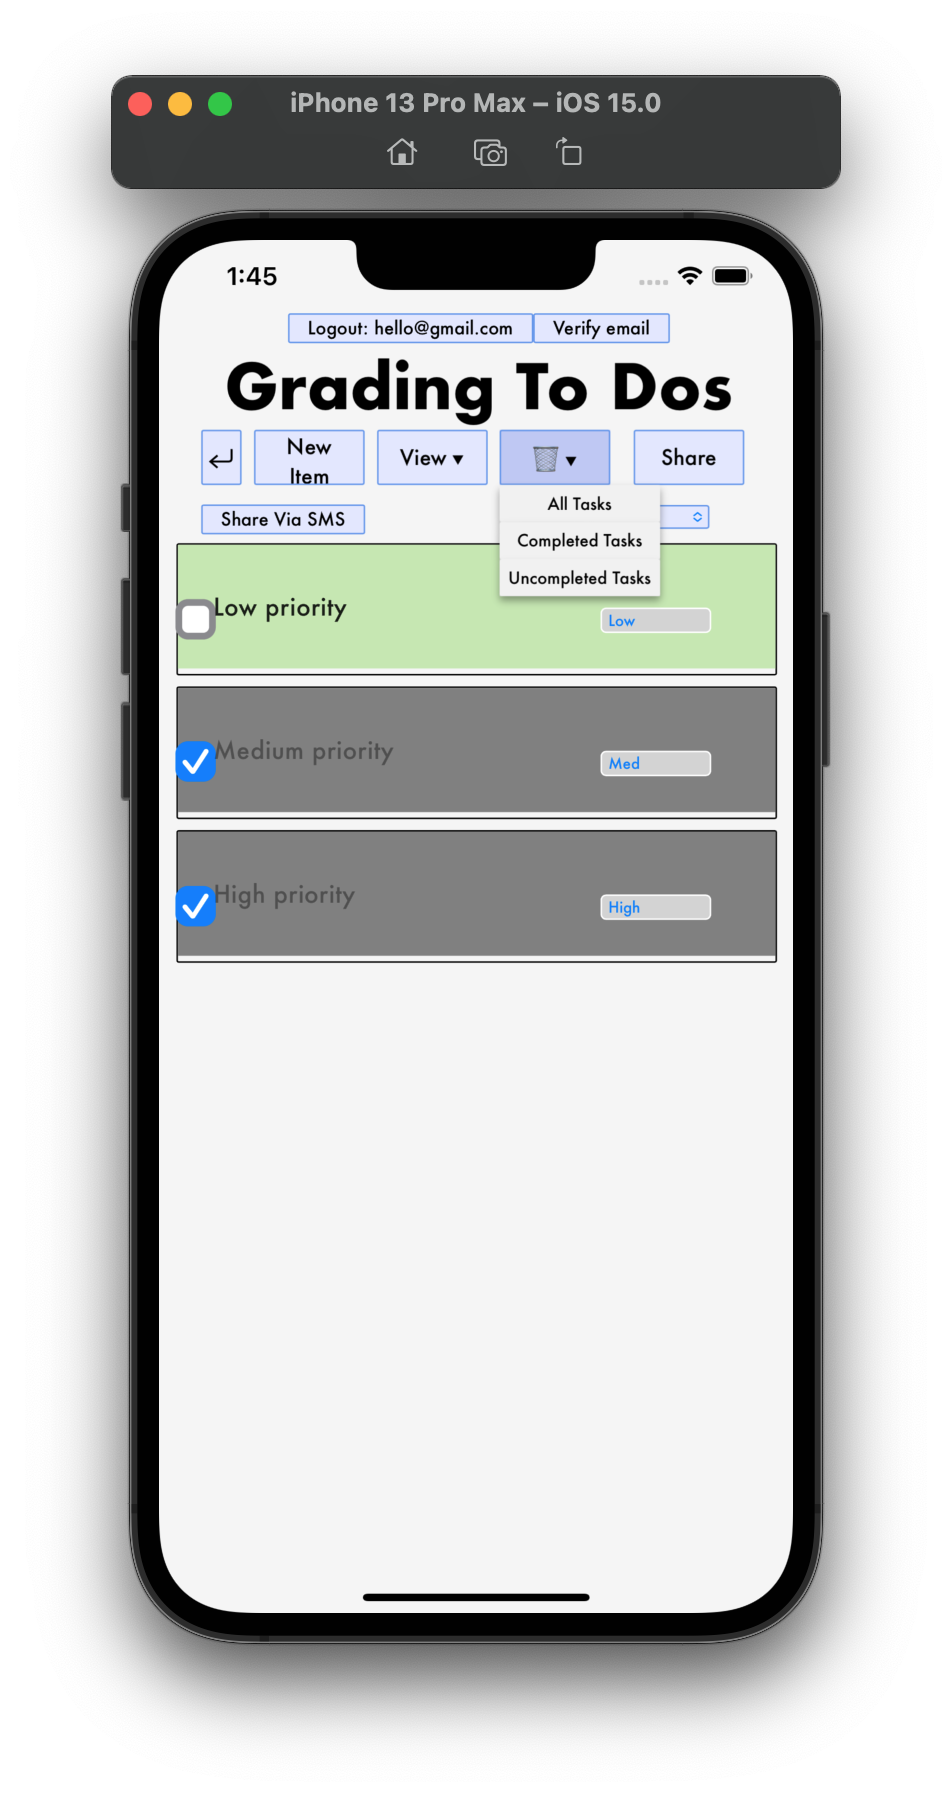 iPhone 13 Pro Max – iOS 15.0
1:45
Logout: hello@gmail.com Verify email
Grading To Dos
New
Item
View ▾
▾
Share
Share Via SMS
All Tasks
Completed Tasks
Uncompleted Tasks
Low priority
Low
Medium priority
Med
High priority
High